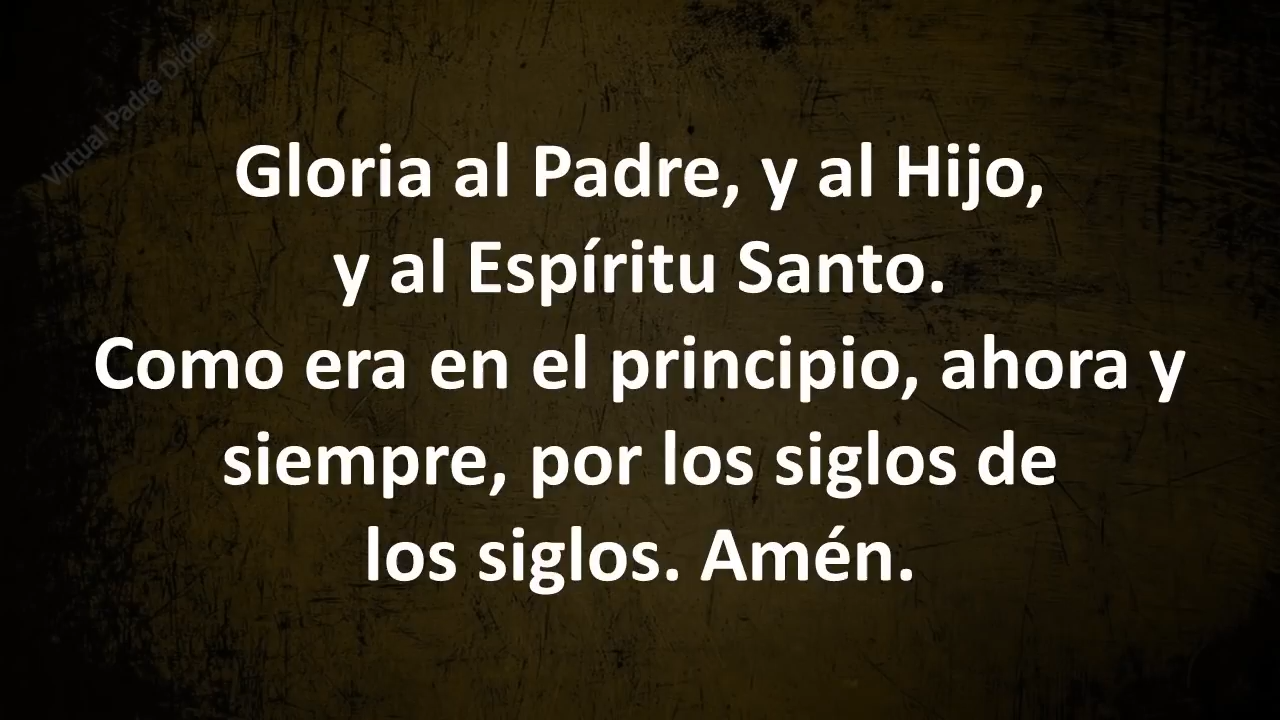 Virtual Padre Didier
Gloria al Padre, y al Hijo,
y al Espíritu Santo.
Como era en el principio, ahora y
siempre, por los siglos de
los siglos. Amén.